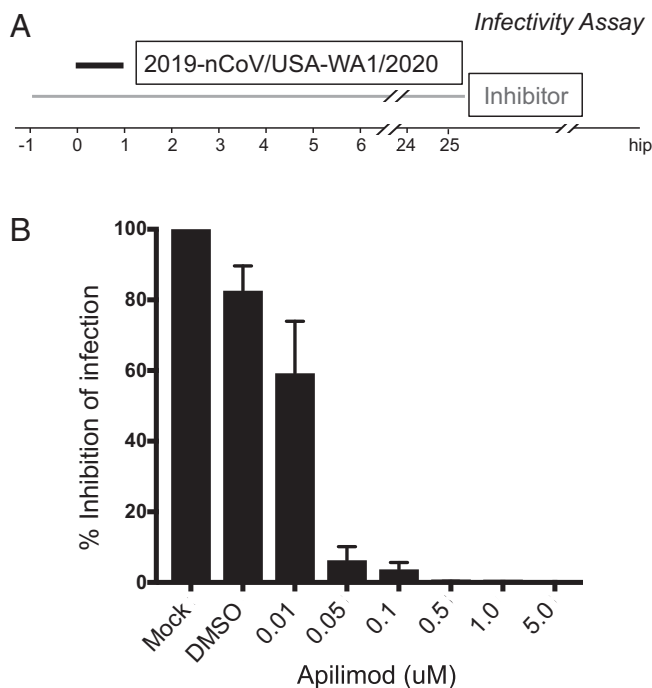 A
Infectivity Assay
2019-nCoV/USA-WA1/2020
Inhibitor
-1 0 1 2 3 4 5 6 24 25 hip
B
% Inhibition of infection
100
80
60
40
20
0
Mock DMSO 0.01 0.05 0.1 0.5 1.0 5.0
Apilimod (uM)